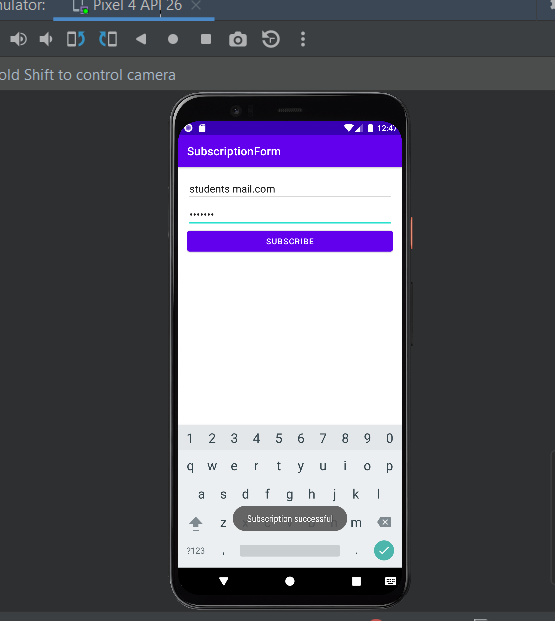 nulator: Pixel 4 API 26
old Shift to control camera
12:47
SubscriptionForm
students mail.com
•••••••
SUBSCRIBE
1 2 3 4 5 6 7 8 9 0
q w e r t y u i o p
a s d f g h j k l
z m
Subscription successful
?123 , .